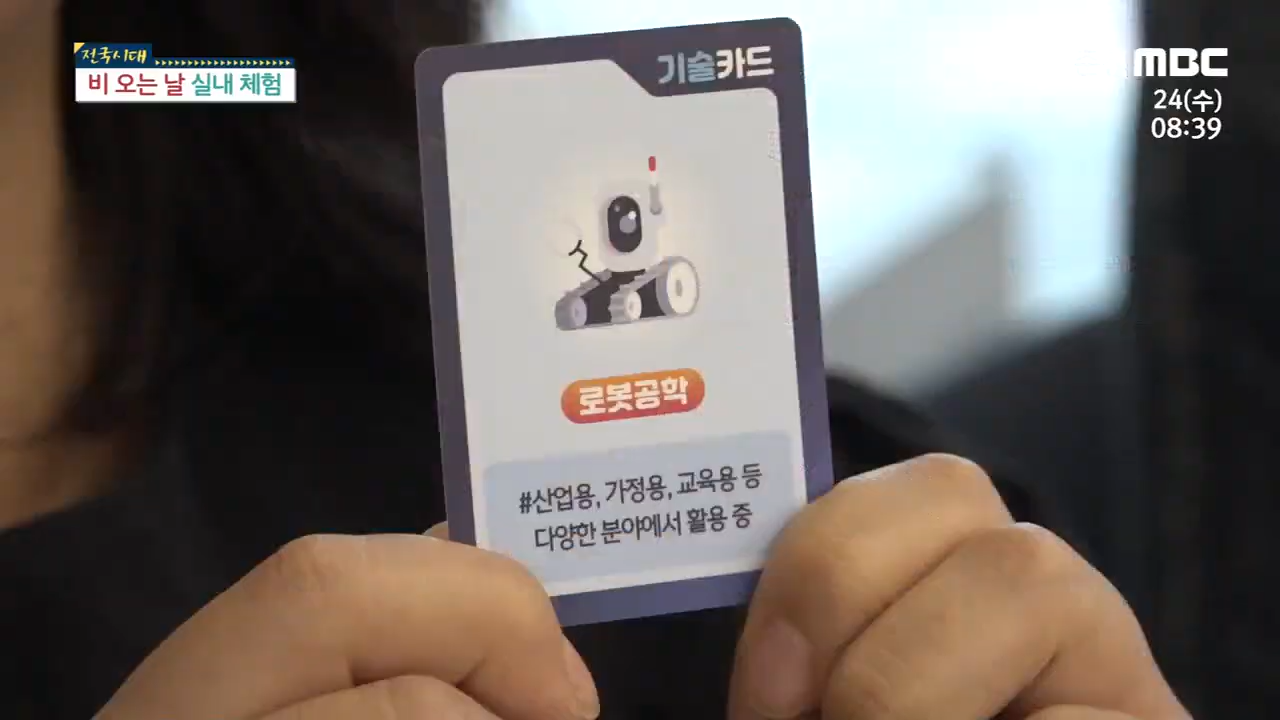 전국시대
비 오는 날 실내 체험
MBC
24(수)
08:39
기술카드
로봇공학
#산업용, 가정용, 교육용 등
다양한 분야에서 활용 중